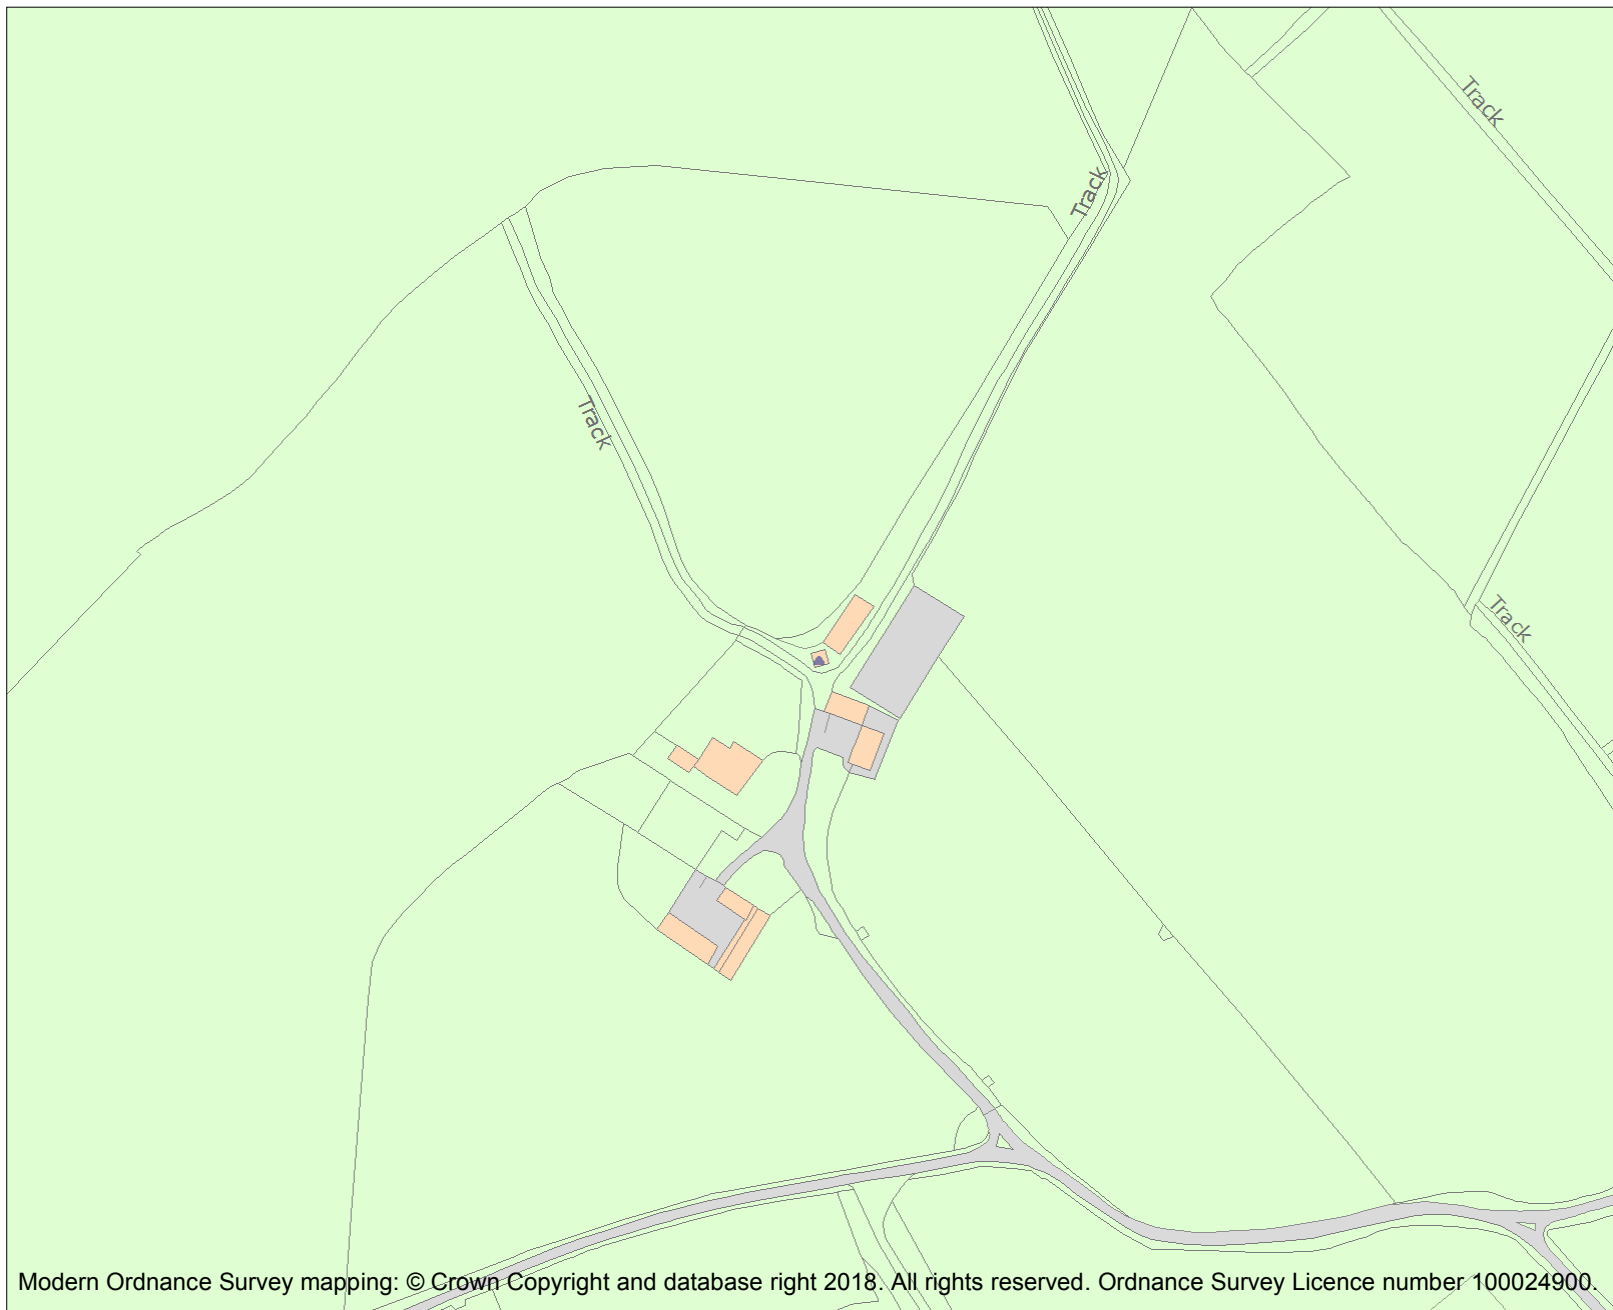 Track
Track
Track
Track
Modern Ordnance Survey mapping: © Crown Copyright and database right 2018. All rights reserved. Ordnance Survey Licence number 100024900.